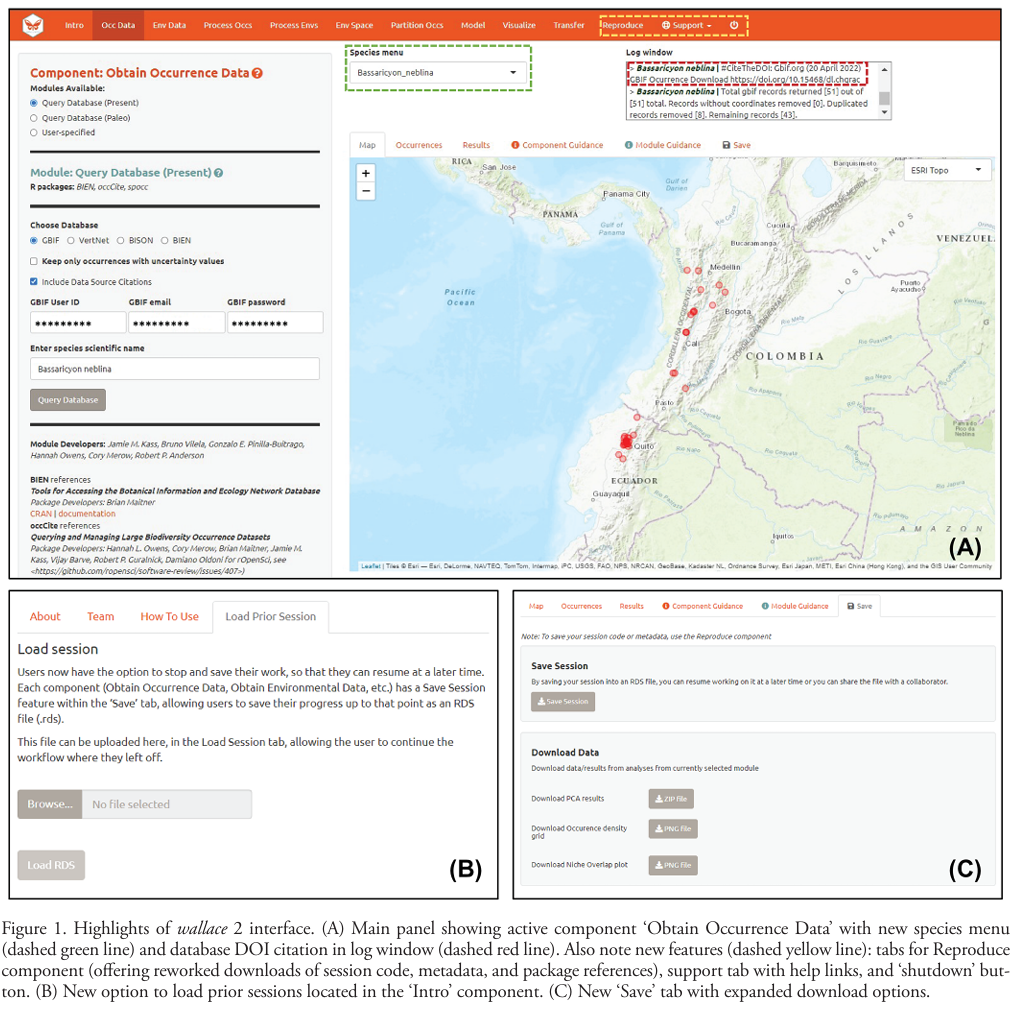 Intro Occ Data Env Data Process Occs Process Envs Env Space Partition Occs Model Visualize Transfer Reproduce Support
Component: Obtain Occurrence Data
Modules Available:
Query Database (Present)
Query Database (Paleo)
User-specified
Module: Query Database (Present)
R packages: BIEN, occCite, spocc
Choose Database
GBIF VertNet BISON BIEN
Keep only occurrences with uncertainty values
Include Data Source Citations
GBIF User ID GBIF email GBIF password
********* ********* *********
Enter species scientific name
Bassaricyon neblina
Query Database
Module Developers: Jamie M. Kass, Bruno Vilela, Gonzalo E. Pinilla-Buitrago,
Hannah Owens, Cory Merow, Robert P. Anderson
BIEN references
Tools for Accessing the Botanical Information and Ecology Network Database
Package Developers: Brian Maitner
CRAN | documentation
occCite references
Querying and Managing Large Biodiversity Occurrence Datasets
Package Developers: Hannah L. Owens, Cory Merow, Brian Maitner, Jamie M.
Kass, Vijay Barve, Robert P. Guralnick, Damiano Oldoni for rOpenSci, see
<https://github.com/ropensci/software-review/issues/407>)
Species menu
Bassaricyon_neblina
Log window
> Bassaricyon neblina | #CiteTheDOI: Gbif.org (20 April 2022)
GBIF Ocurrence Download https://doi.org/10.15468/dl.chgrac
> Bassaricyon neblina | Total gbif records returned [51] out of
[51] total. Records without coordinates removed [0]. Duplicated
records removed [8]. Remaining records [43].
Map Occurrences Results Component Guidance Module Guidance Save
+
−
ESRI Topo
RICA
San Jose
Barquisimeto
Gulf of
Darien
Panama City
PANAMA
Gulf of
Panama
Cucuta
Bucaramanga
VENEZUEL
LOS LLANOS
Medellin
Puerto
Ayacucho
Pacific
Ocean
Bogota
CORDILLERA OCCIDENTAL
Cali
COLOMBIA
Pasto
Quito
ECUADOR
Guayaquil
Iquitos
AMAZON
Leaflet | Tiles © Esri — Esri, DeLorme, NAVTEQ, TomTom, Intermap, iPC, USGS, FAO, NPS, NRCAN, GeoBase, Kadaster NL, Ordnance Survey, Esri Japan, METI, Esri China (Hong Kong), and the GIS User Community
(A)
About Team How To Use Load Prior Session
Load session
Users now have the option to stop and save their work, so that they can resume at a later time.
Each component (Obtain Occurrence Data, Obtain Environmental Data, etc.) has a Save Session
feature within the 'Save' tab, allowing users to save their progress up to that point as an RDS
file (.rds).
This file can be uploaded here, in the Load Session tab, allowing the user to continue the
workflow where they left off.
Browse... No file selected
Load RDS
(B)
Map Occurrences Results Component Guidance Module Guidance Save
Note: To save your session code or metadata, use the Reproduce component
Save Session
By saving your session into an RDS file, you can resume working on it at a later time or you can share the file with a collaborator.
Save Session
Download Data
Download data/results from analyses from currently selected module
Download PCA results ZIP file
Download Occurence density
grid
PNG file
Download Niche Overlap plot PNG file
(C)
Figure 1. Highlights of wallace 2 interface. (A) Main panel showing active component ‘Obtain Occurrence Data’ with new species menu
(dashed green line) and database DOI citation in log window (dashed red line). Also note new features (dashed yellow line): tabs for Reproduce
component (offering reworked downloads of session code, metadata, and package references), support tab with help links, and ‘shutdown’ but-
ton. (B) New option to load prior sessions located in the ‘Intro’ component. (C) New ‘Save’ tab with expanded download options.